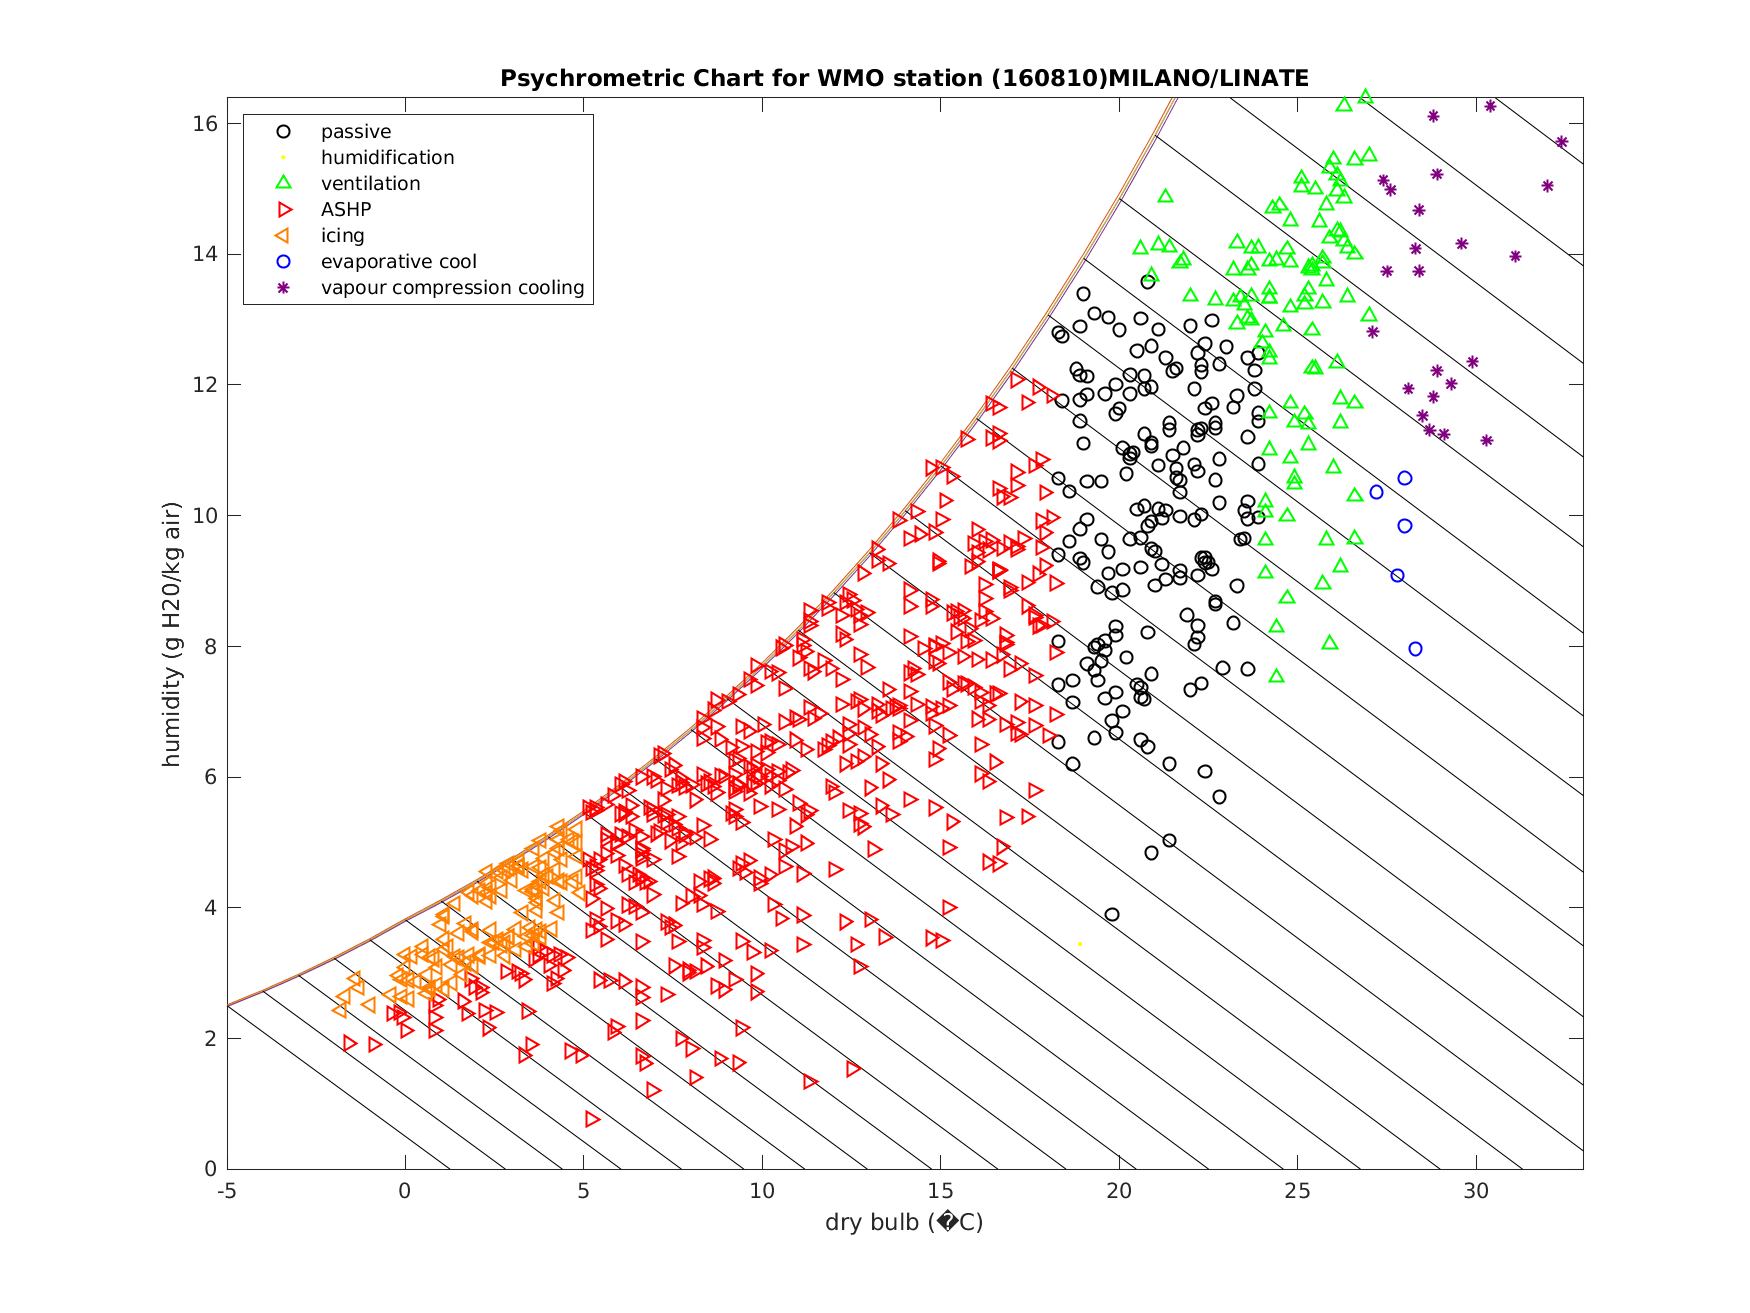 Psychrometric Chart for WMO station (160810)MILANO/LINATE
passive
humidification
ventilation
ASHP
icing
evaporative cool
vapour compression cooling
humidity (g H20/kg air)
16
14
12
10
8
6
4
2
0
-5 0 5 10 15 20 25 30
dry bulb (�C)